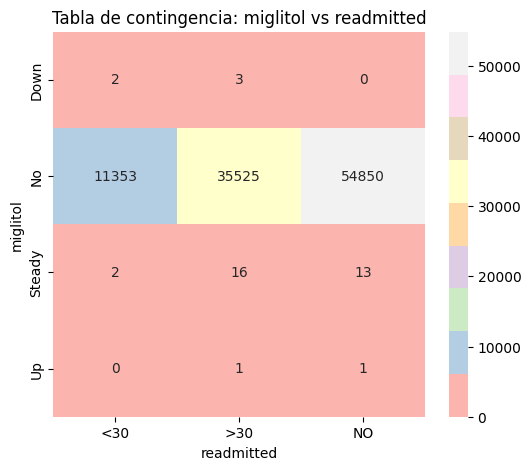 Tabla de contingencia: miglitol vs readmitted
Down
2 3 0
No
11353 35525 54850
Steady
2 16 13
Up
0 1 1
miglitol
<30 >30 NO
readmitted
50000
40000
30000
20000
10000
0